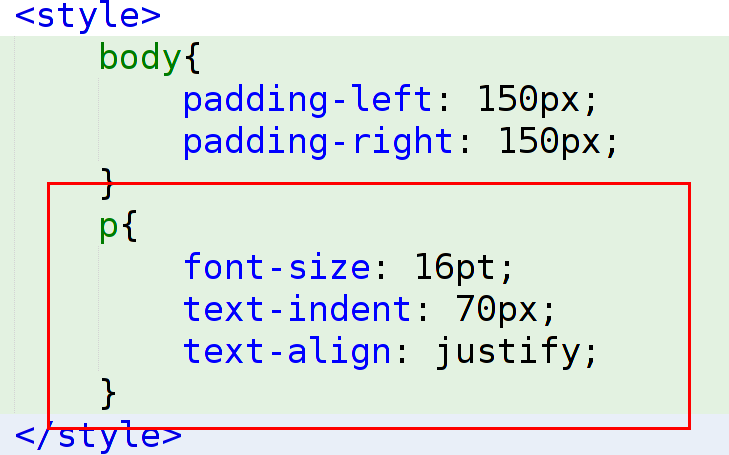 <style>
body{
padding-left: 150px;
padding-right: 150px;
}
p{
font-size: 16pt;
text-indent: 70px;
text-align: justify;
}
</style>